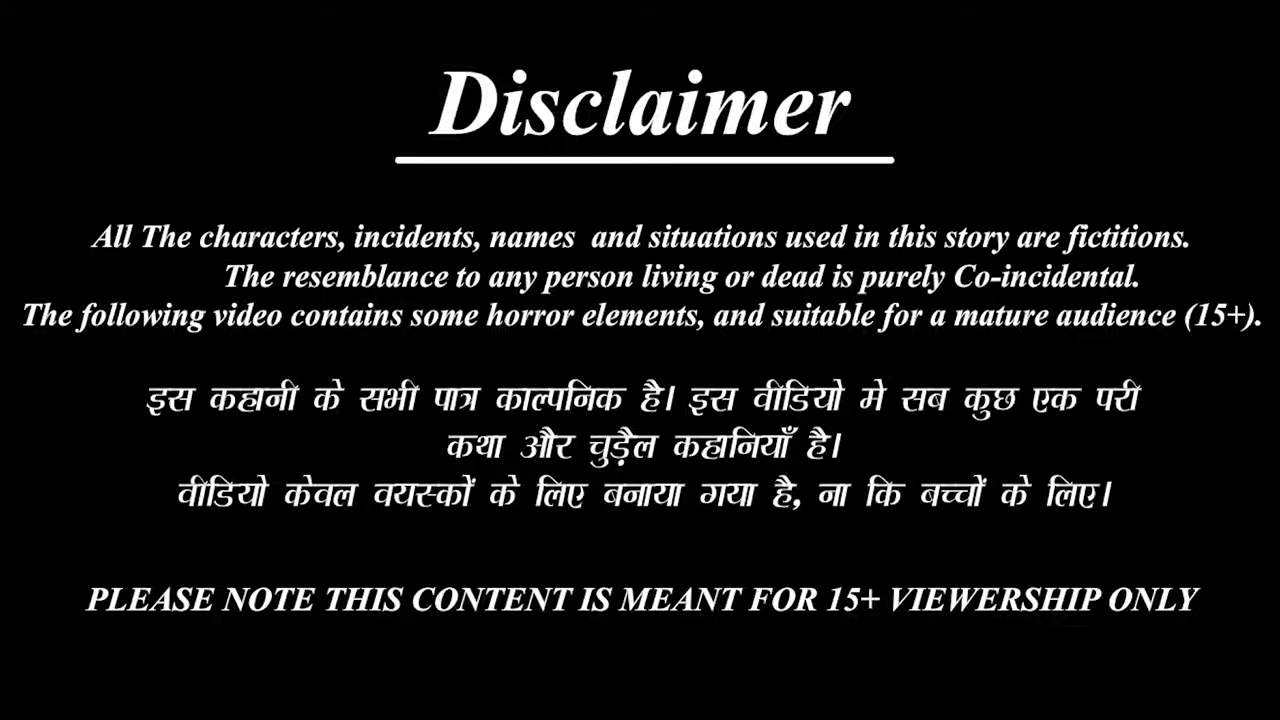 Disclaimer
All The characters, incidents, names and situations used in this story are fictitions.
The resemblance to any person living or dead is purely Co-incidental.
The following video contains some horror elements, and suitable for a mature audience (15+).
इस कहानी के सभी पात्र काल्पनिक है। इस वीडियो मे सब कुछ एक परी
कथा और चुड़ैल कहानियाँ है।
वीडियो केवल वयस्कों के लिए बनाया गया है, ना कि बच्चों के लिए।
PLEASE NOTE THIS CONTENT IS MEANT FOR 15+ VIEWERSHIP ONLY